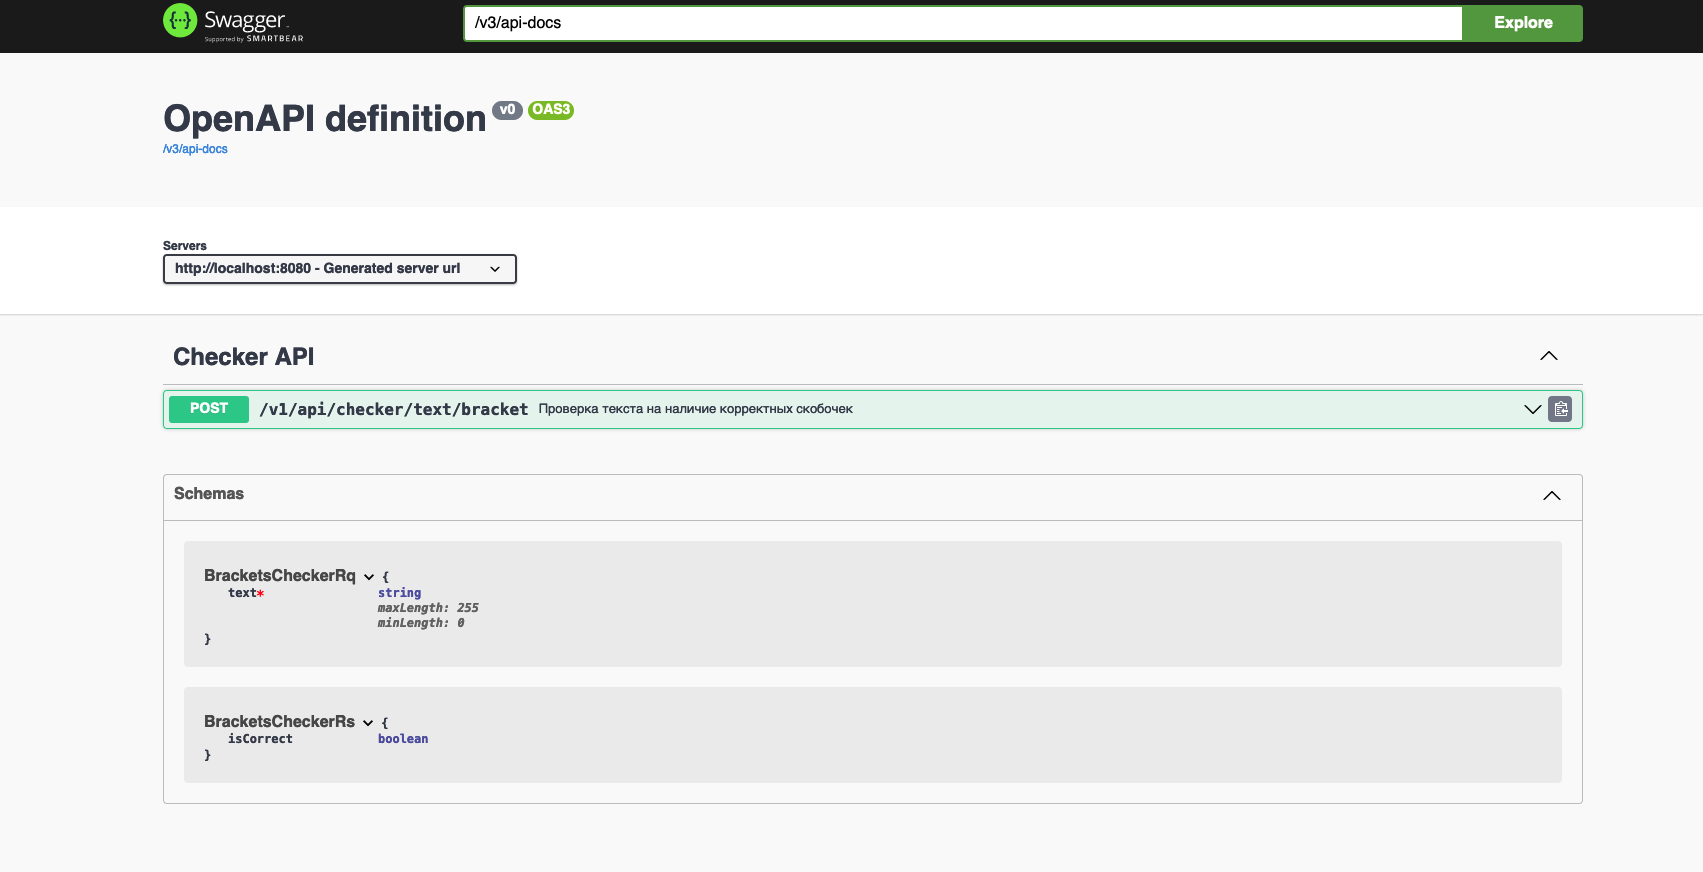 Swagger.
Supported by SMARTBEAR
/v3/api-docs
Explore
OpenAPI definition v0 OAS3
/v3/api-docs
Servers
http://localhost:8080 - Generated server url
Checker API
POST /v1/api/checker/text/bracket Проверка текста на наличие корректных скобочек
Schemas
BracketsCheckerRq {
text* string
maxLength: 255
minLength: 0
}
BracketsCheckerRs {
isCorrect boolean
}